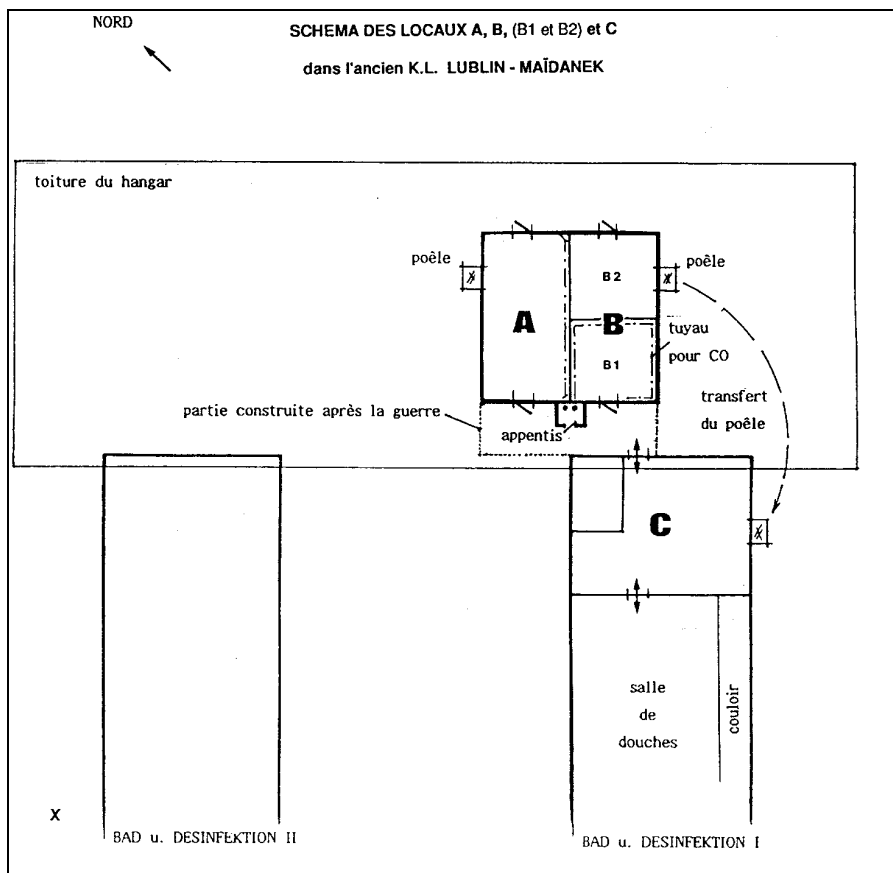 NORD
SCHEMA DES LOCAUX A, B, (B1 et B2) et C
dans l'ancien K.L. LUBLIN - MAÏDANEK
toiture du hangar
poêle
A
B2
B
B1
poêle
tuyau
pour CO
partie construite après la guerre
appentis
transfert
du poêle
C
salle
de
douches
couloir
X
BAD u. DESINFEKTION II
BAD u. DESINFEKTION I